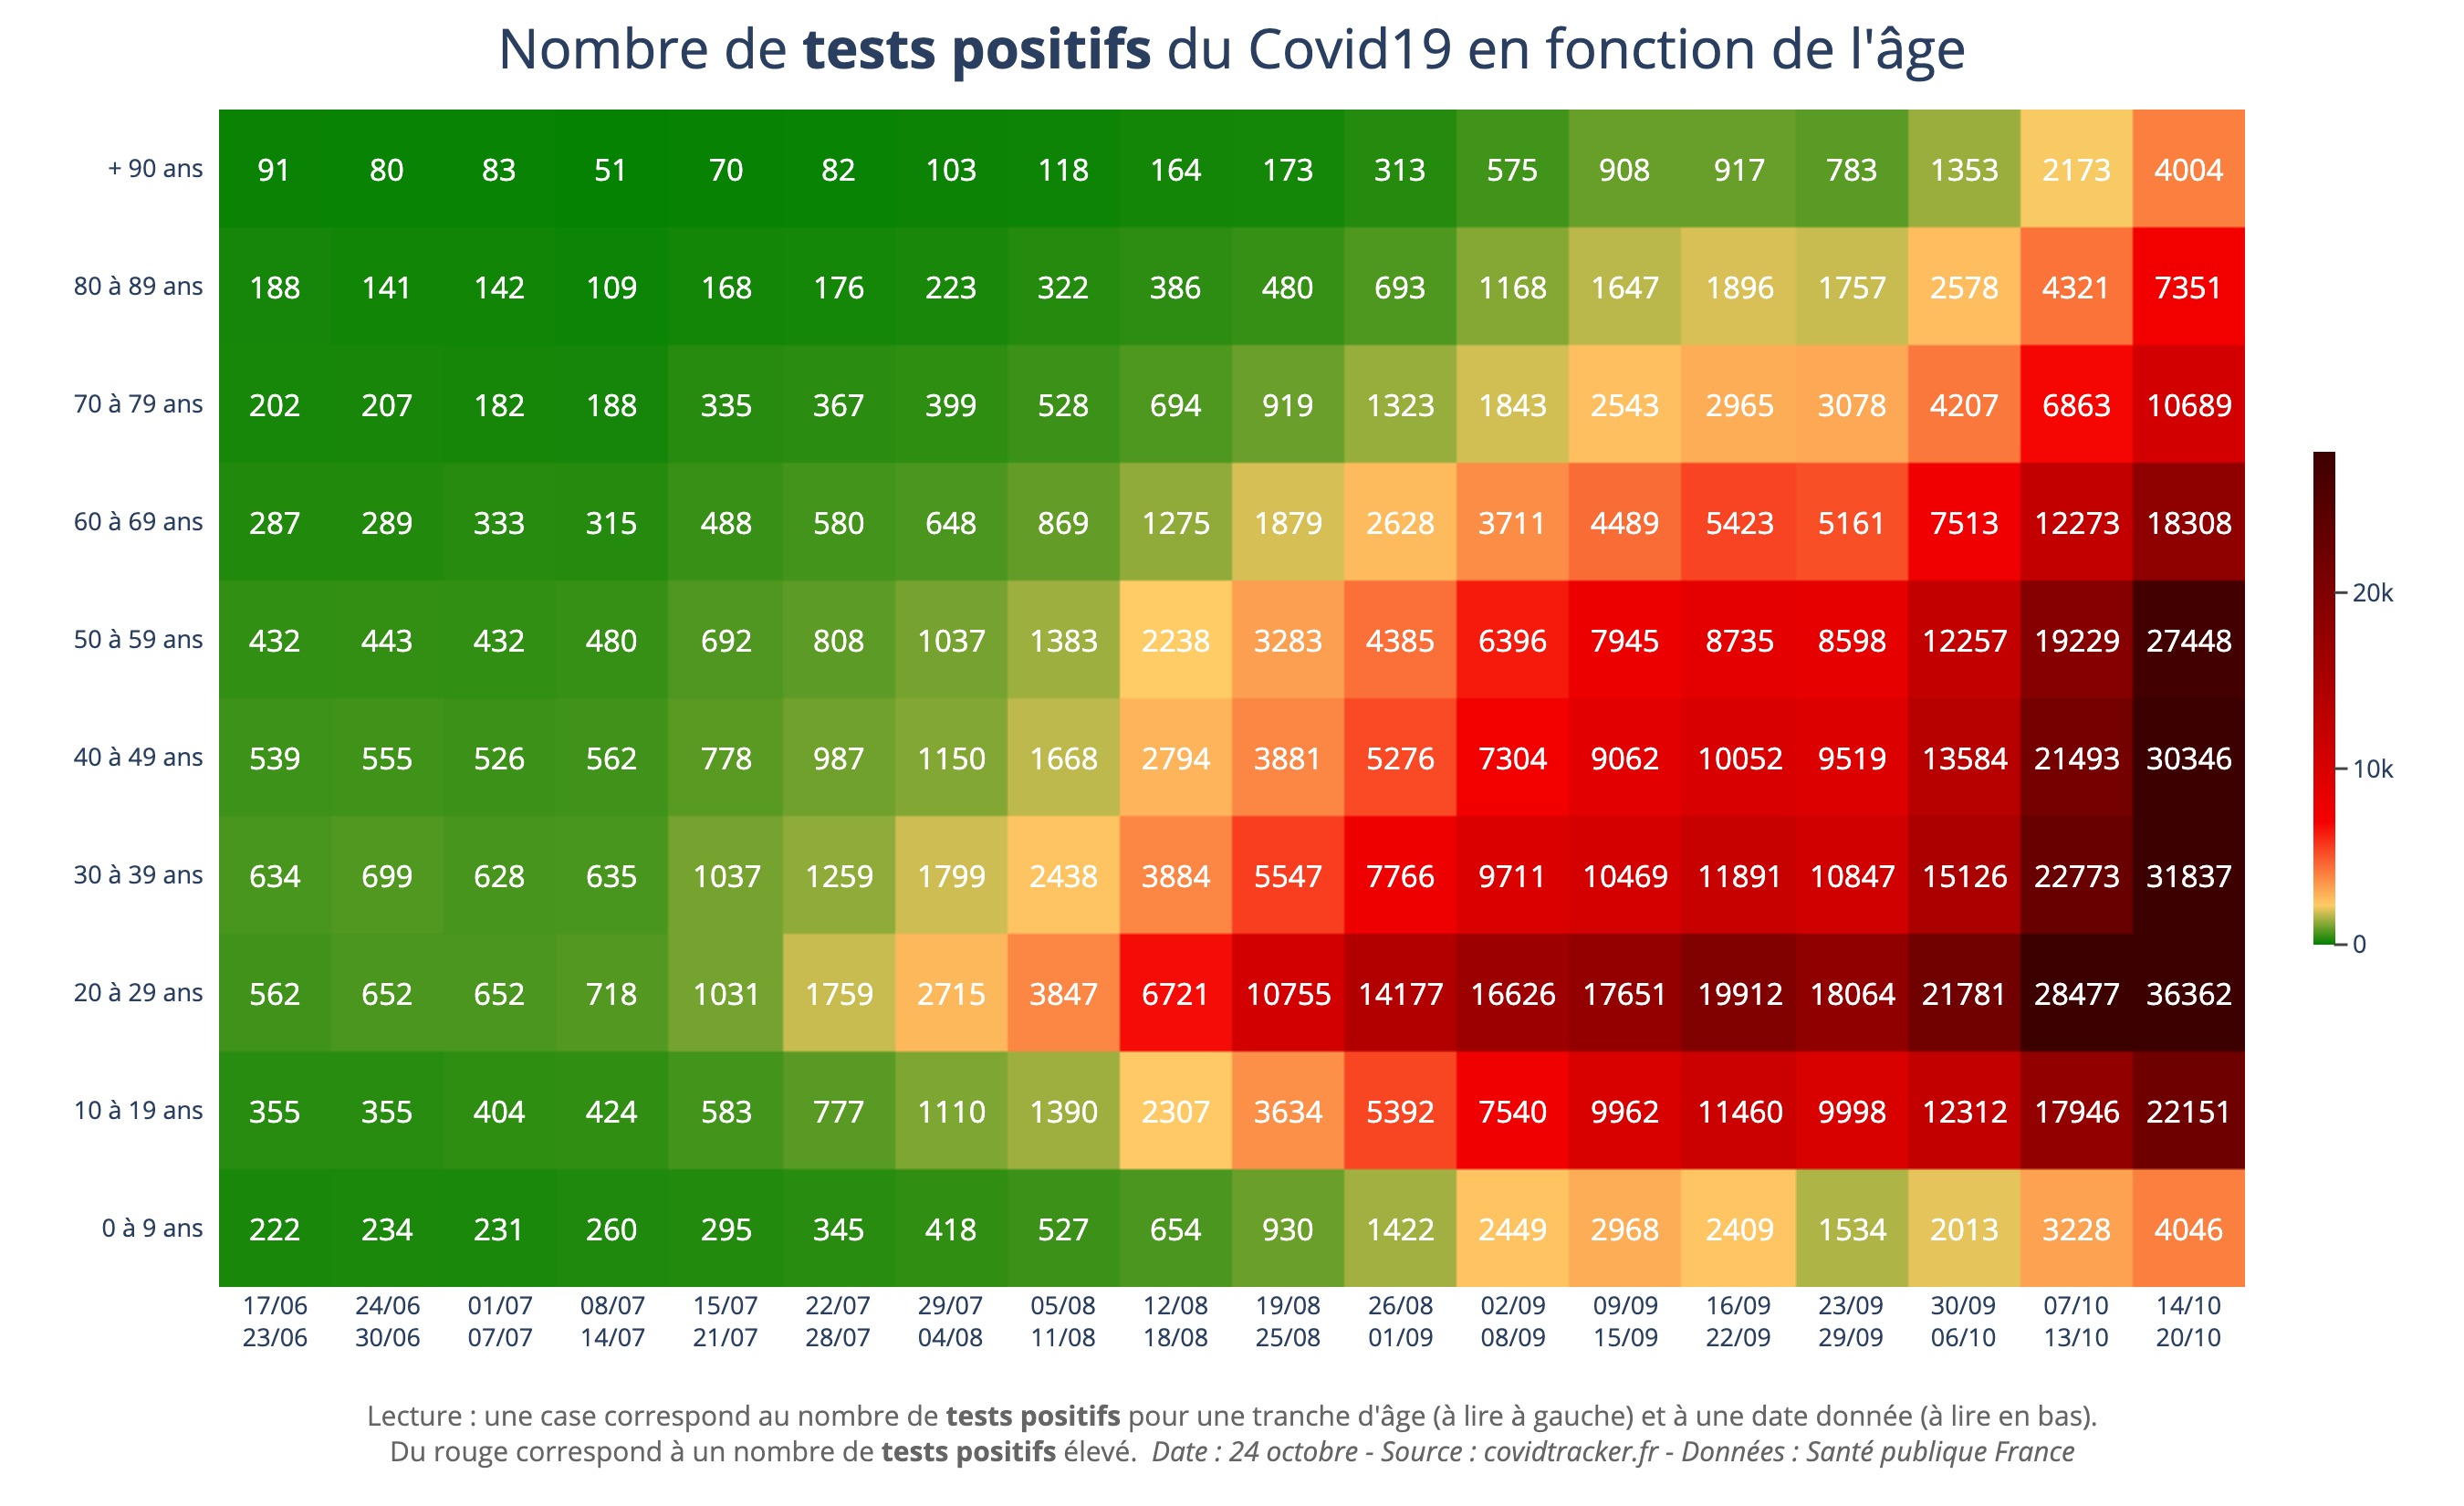 Nombre de tests positifs du Covid19 en fonction de l'âge
+ 90 ans 91 80 83 51 70 82 103 118 164 173 313 575 908 917 783 1353 2173 4004
80 à 89 ans 188 141 142 109 168 176 223 322 386 480 693 1168 1647 1896 1757 2578 4321 7351
70 à 79 ans 202 207 182 188 335 367 399 528 694 919 1323 1843 2543 2965 3078 4207 6863 10689
60 à 69 ans 287 289 333 315 488 580 648 869 1275 1879 2628 3711 4489 5423 5161 7513 12273 18308
50 à 59 ans 432 443 432 480 692 808 1037 1383 2238 3283 4385 6396 7945 8735 8598 12257 19229 27448
40 à 49 ans 539 555 526 562 778 987 1150 1668 2794 3881 5276 7304 9062 10052 9519 13584 21493 30346
30 à 39 ans 634 699 628 635 1037 1259 1799 2438 3884 5547 7766 9711 10469 11891 10847 15126 22773 31837
20 à 29 ans 562 652 652 718 1031 1759 2715 3847 6721 10755 14177 16626 17651 19912 18064 21781 28477 36362
10 à 19 ans 355 355 404 424 583 777 1110 1390 2307 3634 5392 7540 9962 11460 9998 12312 17946 22151
0 à 9 ans 222 234 231 260 295 345 418 527 654 930 1422 2449 2968 2409 1534 2013 3228 4046
17/06 24/06 01/07 08/07 15/07 22/07 29/07 05/08 12/08 19/08 26/08 02/09 09/09 16/09 23/09 30/09 07/10 14/10
23/06 30/06 07/07 14/07 21/07 28/07 04/08 11/08 18/08 25/08 01/09 08/09 15/09 22/09 29/09 06/10 13/10 20/10
20k
10k
0
Lecture : une case correspond au nombre de tests positifs pour une tranche d'âge (à lire à gauche) et à une date donnée (à lire en bas).
Du rouge correspond à un nombre de tests positifs élevé. Date : 24 octobre - Source : covidtracker.fr - Données : Santé publique France